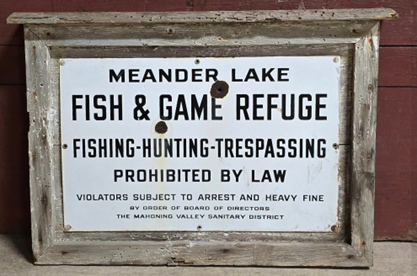 MEANDER LAKE
FISH & GAME REFUGE
FISHING-HUNTING-TRESPASSING
PROHIBITED BY LAW
VIOLATORS SUBJECT TO ARREST AND HEAVY FINE
BY ORDER OF BOARD OF DIRECTORS
THE MAHONING VALLEY SANITARY DISTRICT